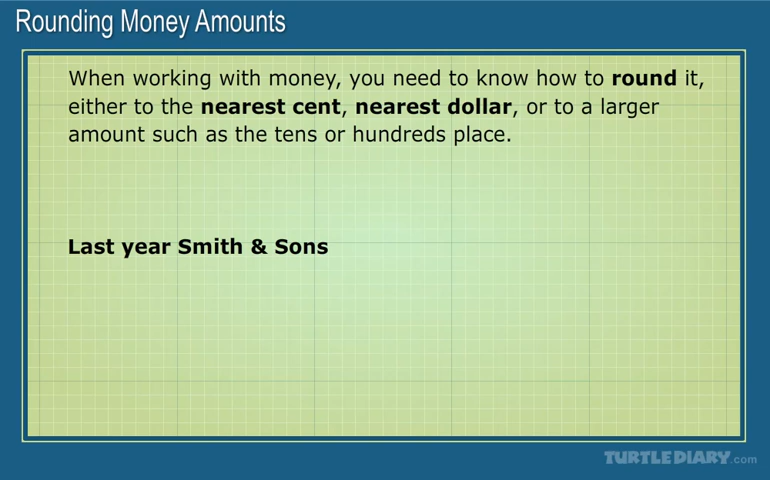 Rounding Money Amounts
When working with money, you need to know how to round it,
either to the nearest cent, nearest dollar, or to a larger
amount such as the tens or hundreds place.
Last year Smith & Sons
TURTLEDIARY.com